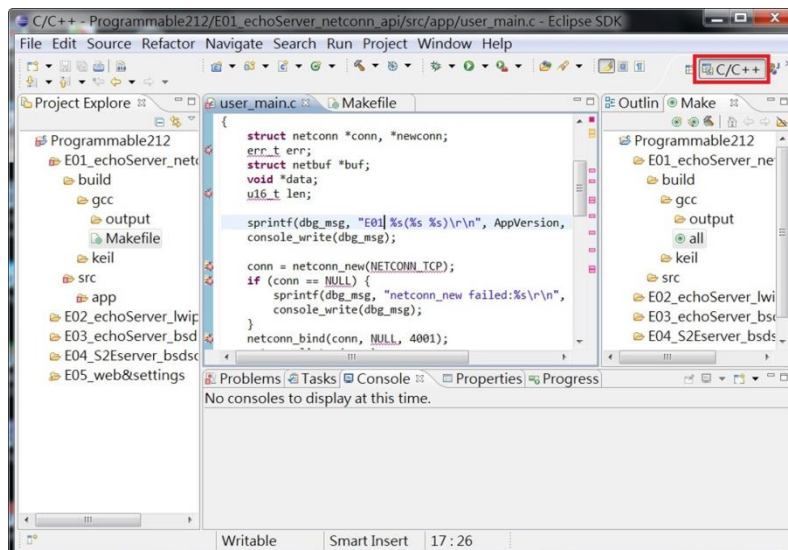 C/C++ - Programmable212/E01_echoServer_netconn_api/src/app/user_main.c - Eclipse SDK
File Edit Source Refactor Navigate Search Run Project Window Help
C/C++
Project Explore
user_main.c
Makefile
Outlin
Make
Programmable212
E01_echoServer_netc
build
gcc
output
Makefile
keil
src
app
E02_echoServer_lwip
E03_echoServer_bsd
E04_S2Eserver_bsdsc
E05_web&settings
{
struct netconn *conn, *newconn;
err_t err;
struct netbuf *buf;
void *data;
u16_t len;
sprintf(dbg_msg, "E01 %s(%s %s)\r\n", AppVersion,
console_write(dbg_msg);
conn = netconn_new(NETCONN_TCP);
if (conn == NULL) {
sprintf(dbg_msg, "netconn_new failed:%s\r\n",
console_write(dbg_msg);
}
netconn_bind(conn, NULL, 4001);
Programmable212
E01_echoServer_ne
build
gcc
output
all
keil
src
E02_echoServer_lwi
E03_echoServer_bsd
E04_S2Eserver_bsds
Problems Tasks Console Properties Progress
No consoles to display at this time.
Writable Smart Insert 17 : 26